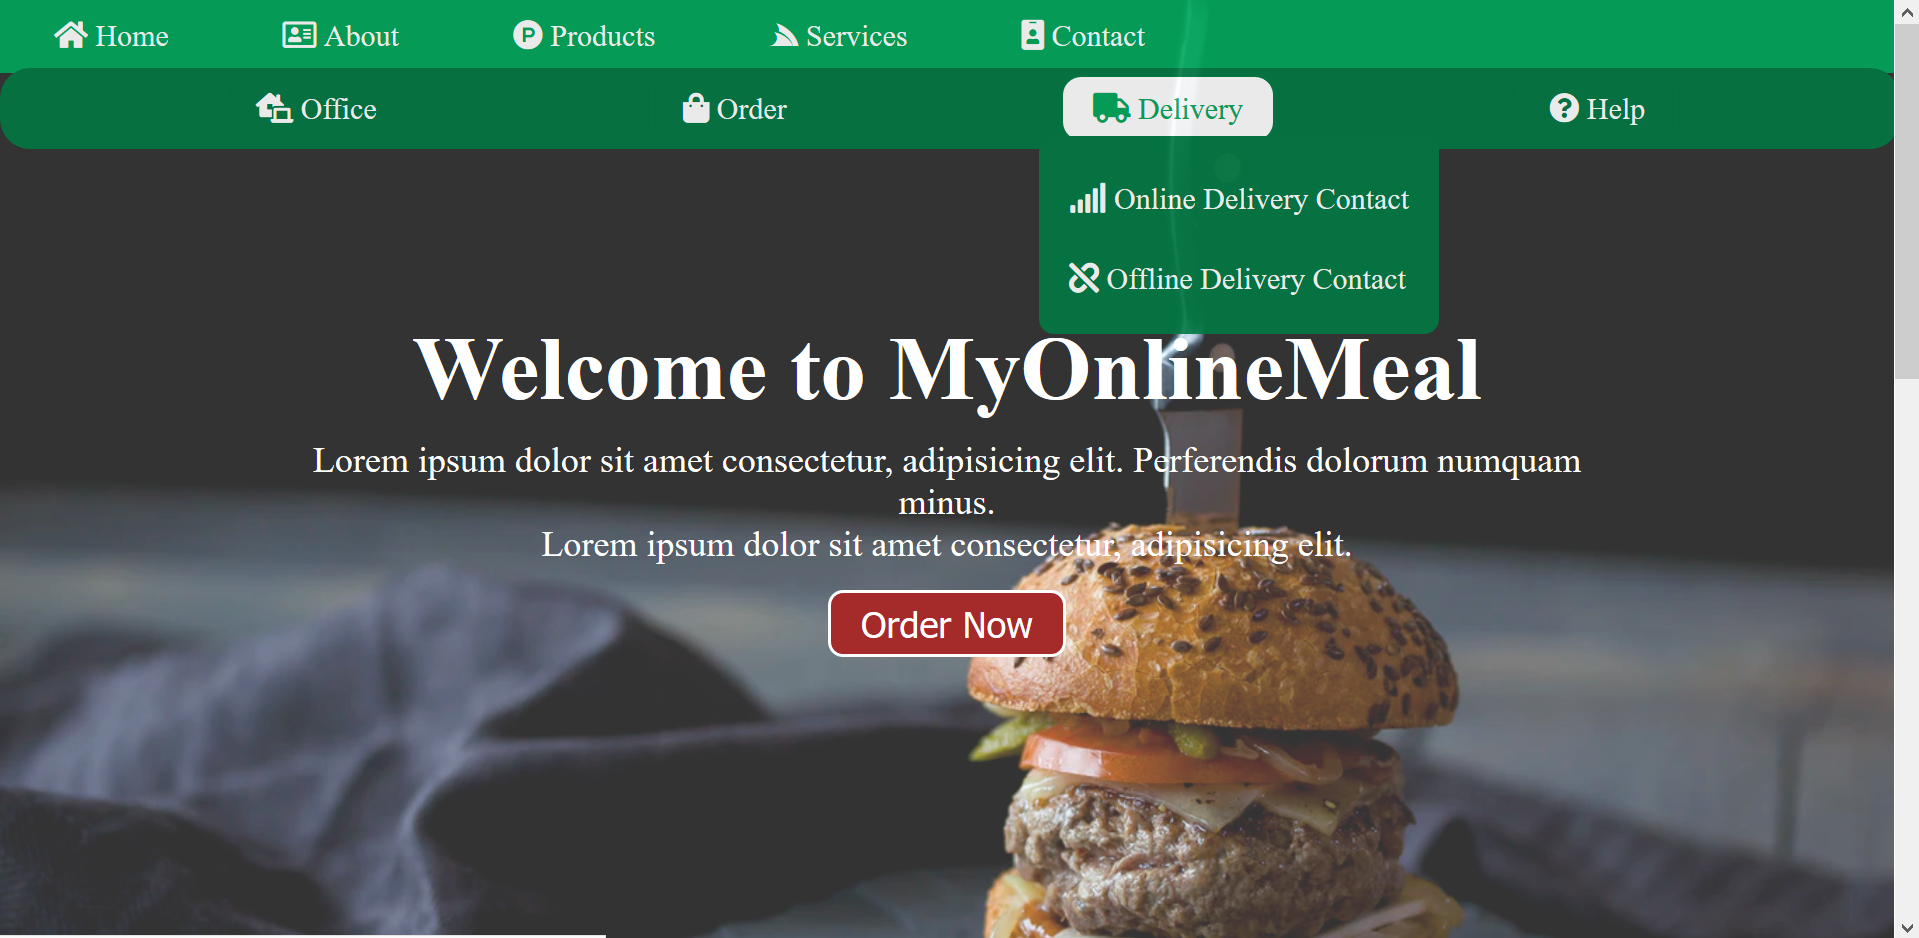 Home About Products Services Contact
Office Order Delivery Help
Online Delivery Contact
Offline Delivery Contact
Welcome to MyOnlineMeal
Lorem ipsum dolor sit amet consectetur, adipisicing elit. Perferendis dolorum numquam
minus.
Lorem ipsum dolor sit amet consectetur, adipisicing elit.
Order Now